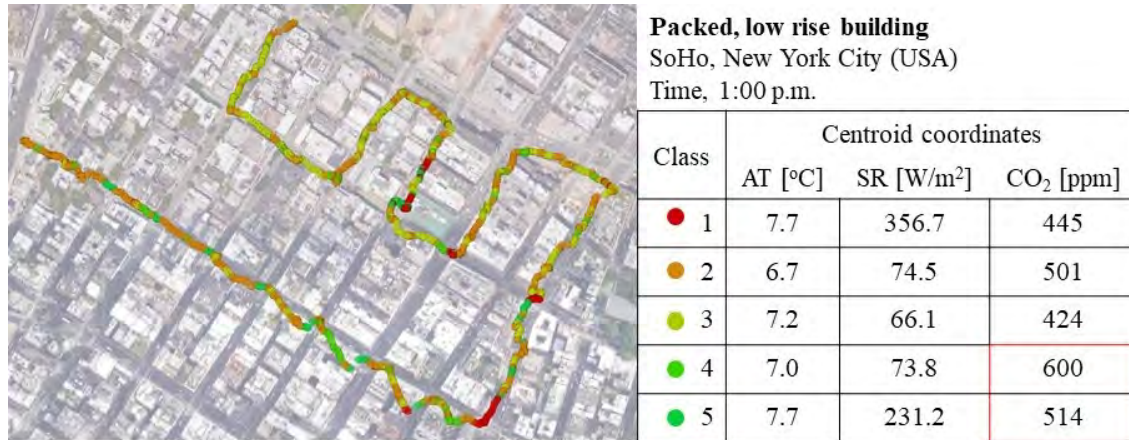 Packed, low rise building
SoHo, New York City (USA)
Time, 1:00 p.m.
Class
Centroid coordinates
AT [°C] SR [W/m²] CO₂ [ppm]
1 7.7 356.7 445
2 6.7 74.5 501
3 7.2 66.1 424
4 7.0 73.8 600
5 7.7 231.2 514